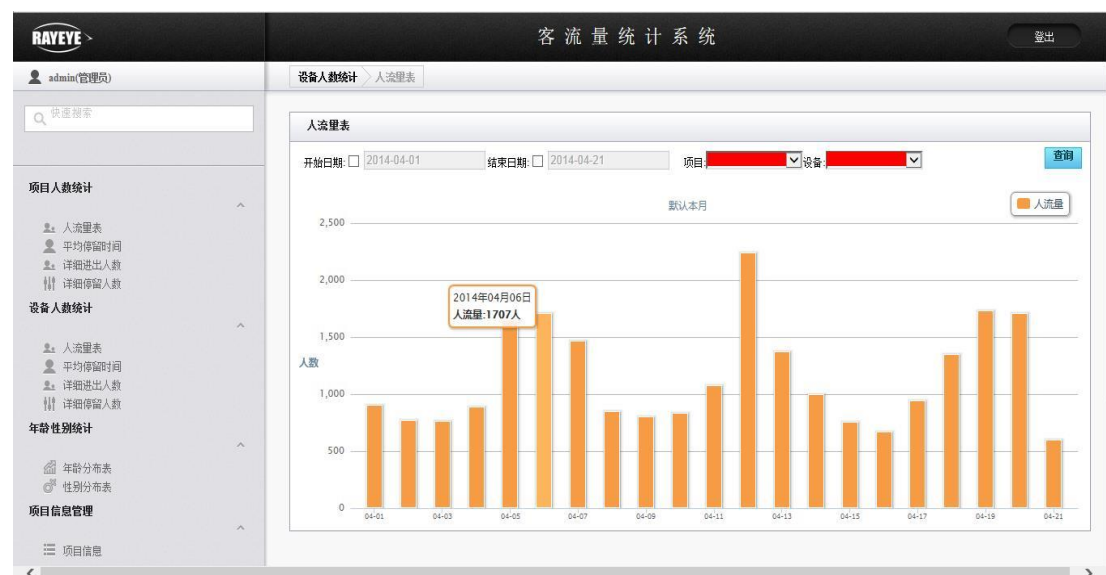 RAYEYE >
客流量统计系统
登出
admin(管理员)
设备人数统计 人流里表
快速搜索
人流里表
开始日期: 2014-04-01 结束日期: 2014-04-21 项目: 设备: 查询
项目人数统计
人流里表
平均停留时间
详细进出人数
详细停留人数
设备人数统计
人流里表
平均停留时间
详细进出人数
详细停留人数
年龄性别统计
年龄分布表
性别分布表
项目信息管理
项目信息
默认本月
人流量
2,500
2,000
1,500
1,000
500
0
人数
2014年04月06日
人流量:1707人
04-01 04-03 04-05 04-07 04-09 04-11 04-13 04-15 04-17 04-19 04-21